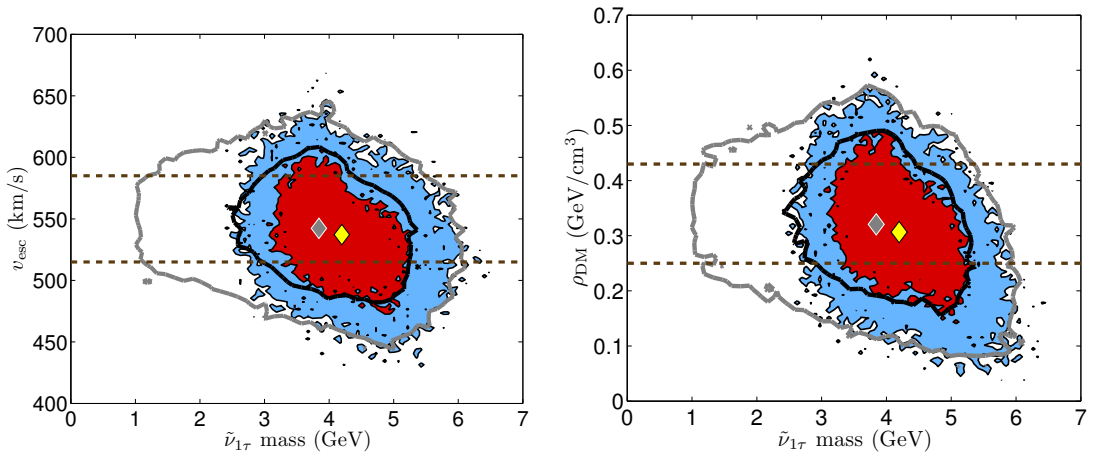 700
650
600
550
500
450
400
v_esc (km/s)
0 1 2 3 4 5 6 7
ν̃_1τ mass (GeV)
0.7
0.6
0.5
0.4
0.3
0.2
0.1
0
ρ_DM (GeV/cm³)
0 1 2 3 4 5 6 7
ν̃_1τ mass (GeV)